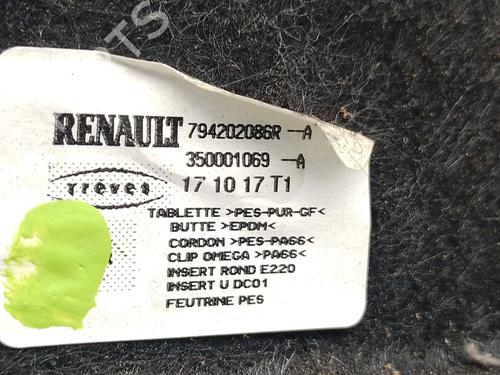 RENAULT 794202086R --A
350001069 --A
treves 17 10 17 T1
TABLETTE >PES-PUR-GF<
BUTTE >EPDM<
CORDON >PES-PA66<
CLIP OMEGA >PA66<
INSERT ROND E220
INSERT U DC01
FEUTRINE PES